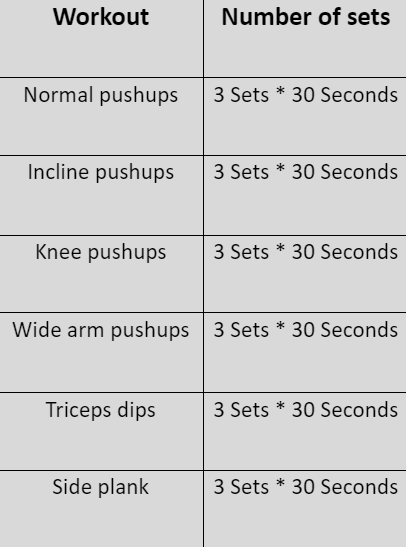 Workout Number of sets
Normal pushups 3 Sets * 30 Seconds
Incline pushups 3 Sets * 30 Seconds
Knee pushups 3 Sets * 30 Seconds
Wide arm pushups 3 Sets * 30 Seconds
Triceps dips 3 Sets * 30 Seconds
Side plank 3 Sets * 30 Seconds